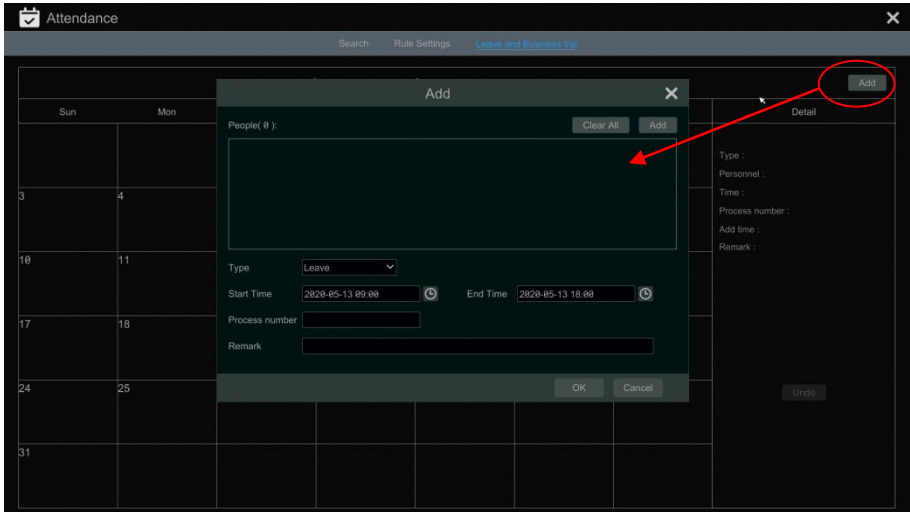 Attendance
Search Rule Settings Leave and Business trip
Add
Add
Sun Mon Detail
People( 0 ): Clear All Add
Type :
Personnel :
3 4 Time :
Process number :
Add time :
Remark :
10 11
Type Leave
Start Time 2020-05-13 09:00 End Time 2020-05-13 18:00
17 18
Process number
Remark
24 25
OK Cancel
Undo
31